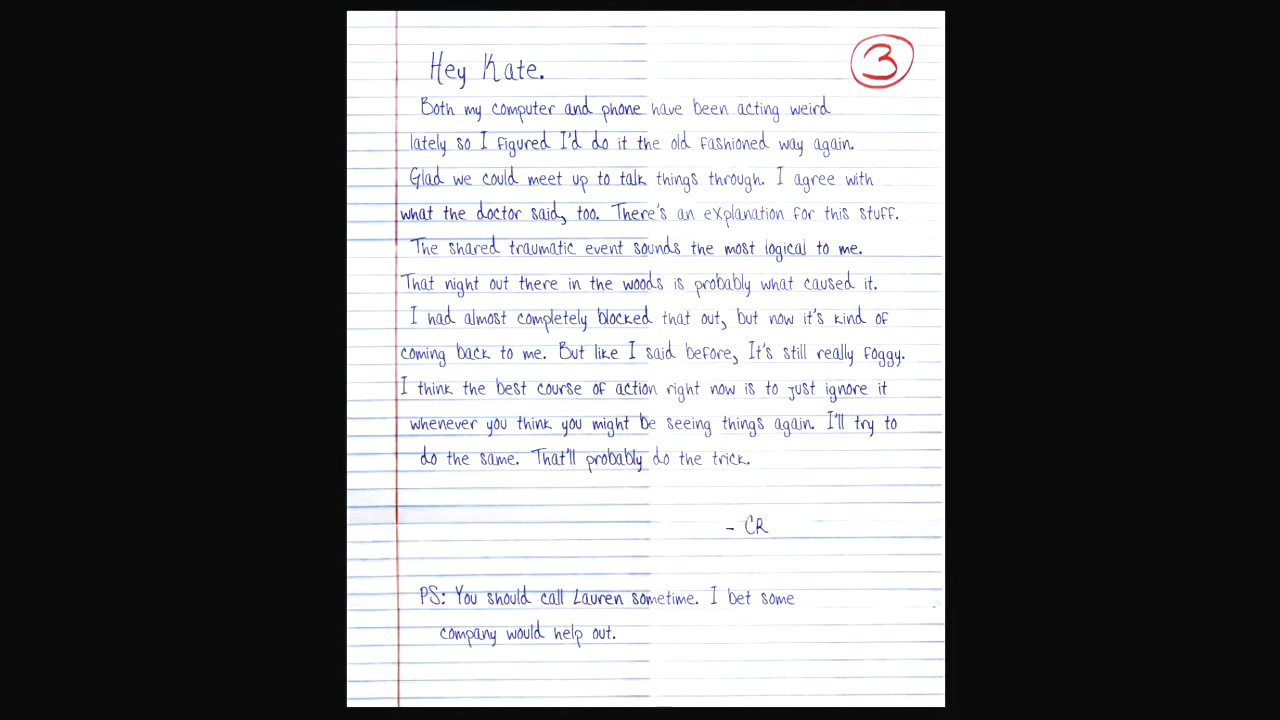 3
Hey Kate.
Both my computer and phone have been acting weird
lately so I figured I'd do it the old fashioned way again.
Glad we could meet up to talk things through. I agree with
what the doctor said, too. There's an explanation for this stuff.
The shared traumatic event sounds the most logical to me.
That night out there in the woods is probably what caused it.
I had almost completely blocked that out, but now it's kind of
coming back to me. But like I said before, It's still really foggy.
I think the best course of action right now is to just ignore it
whenever you think you might be seeing things again. I'll try to
do the same. That'll probably do the trick.
- CR
PS: You should call Lauren sometime. I bet some
company would help out.